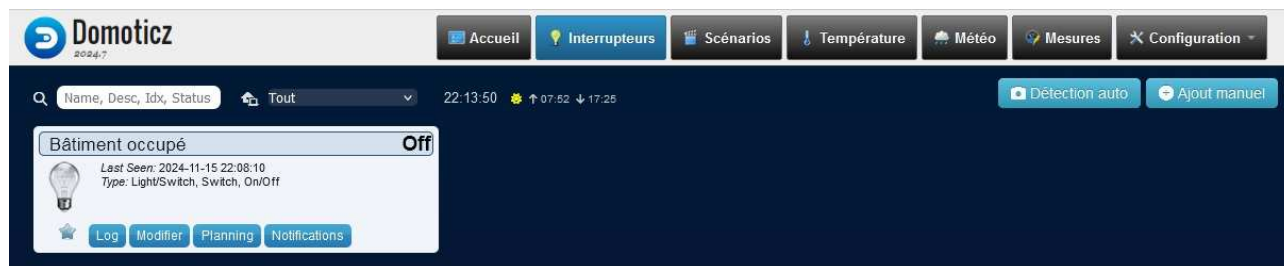 Domoticz
2024.7
Accueil Interrupteurs Scénarios Température Météo Mesures Configuration
Name, Desc, Idx, Status Tout 22:13:50 ↑ 07:52 ↓ 17:25 Détection auto Ajout manuel
Bâtiment occupé Off
Last Seen: 2024-11-15 22:08:10
Type: Light/Switch, Switch, On/Off
Log Modifier Planning Notifications